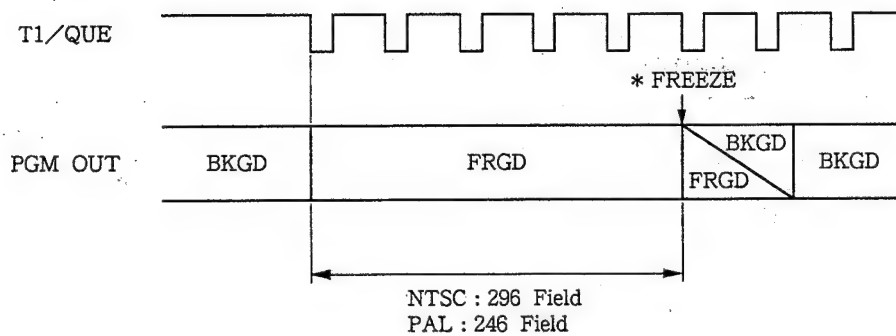 T1/QUE
* FREEZE
PGM OUT
BKGD
FRGD
BKGD
FRGD
BKGD
NTSC : 296 Field
PAL : 246 Field